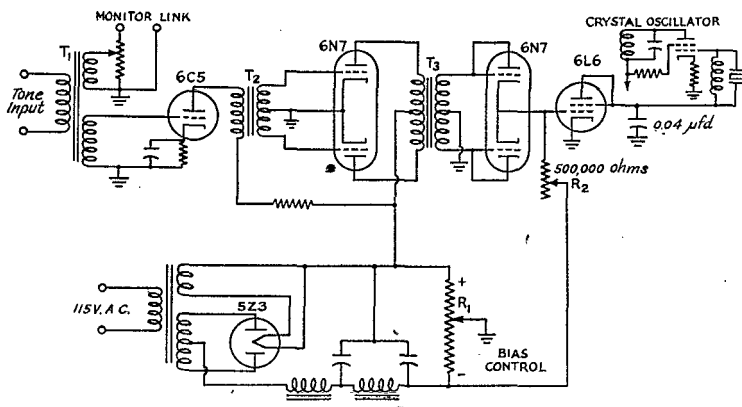 MONITOR LINK
CRYSTAL OSCILLATOR
T1
Tone
Input
6C5
T2
6N7
T3
6N7
6L6
0.04 μfd
500,000 ohms
R2
115V. A.C.
5Z3
+
R1
-
BIAS
CONTROL